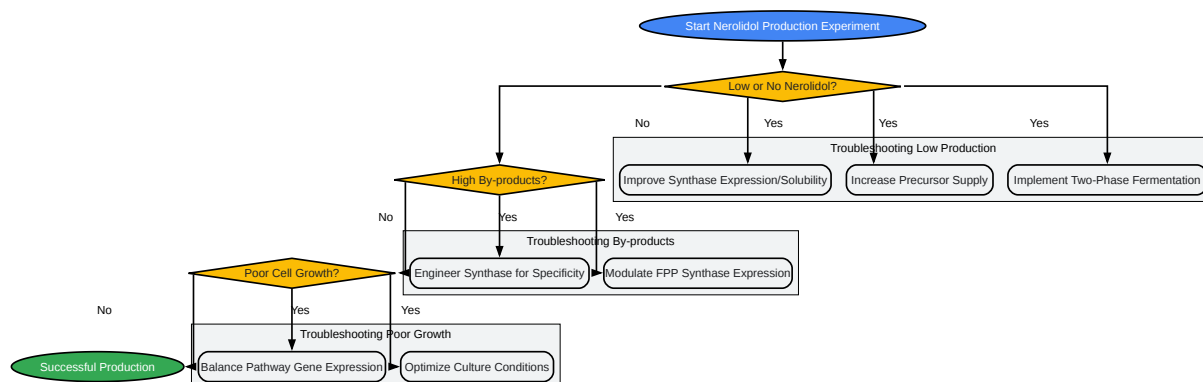 Start Nerolidol Production Experiment
Low or No Nerolidol?
No
Yes
Yes
Yes
Troubleshooting Low Production
Improve Synthase Expression/Solubility
Increase Precursor Supply
Implement Two-Phase Fermentation
High By-products?
No
Yes
Yes
Troubleshooting By-products
Engineer Synthase for Specificity
Modulate FPP Synthase Expression
Poor Cell Growth?
No
Yes
Yes
Troubleshooting Poor Growth
Successful Production
Balance Pathway Gene Expression
Optimize Culture Conditions